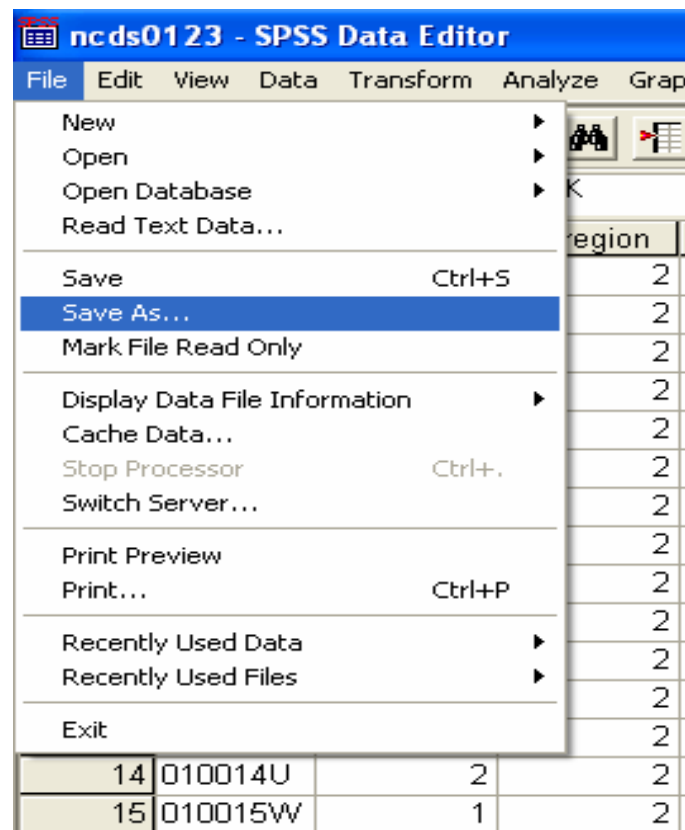 SPSS
ncds0123 - SPSS Data Editor
File Edit View Data Transform Analyze Grap
New
Open
Open Database
K
Read Text Data...
region
Save Ctrl+S
2
Save As...
2
Mark File Read Only
2
Display Data File Information
2
Cache Data...
2
Stop Processor Ctrl+.
2
Switch Server...
2
Print Preview
2
Print... Ctrl+P
2
2
Recently Used Data
2
Recently Used Files
2
Exit
2
14 010014U 2 2
15 010015W 1 2